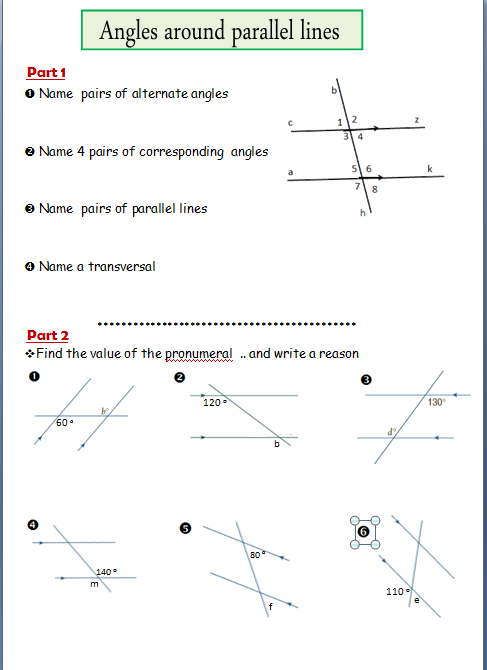 Angles around parallel lines
Part 1
❶ Name pairs of alternate angles
b
c
1 2
z
3 4
❷ Name 4 pairs of corresponding angles
a
5 6
k
7 8
❸ Name pairs of parallel lines
h
❹ Name a transversal
Part 2
❖Find the value of the pronumeral .. and write a reason
❶
60°
b°
❷
120°
b
❸
130°
d°
❹
140°
m
❺
80°
f
❻
110°
e